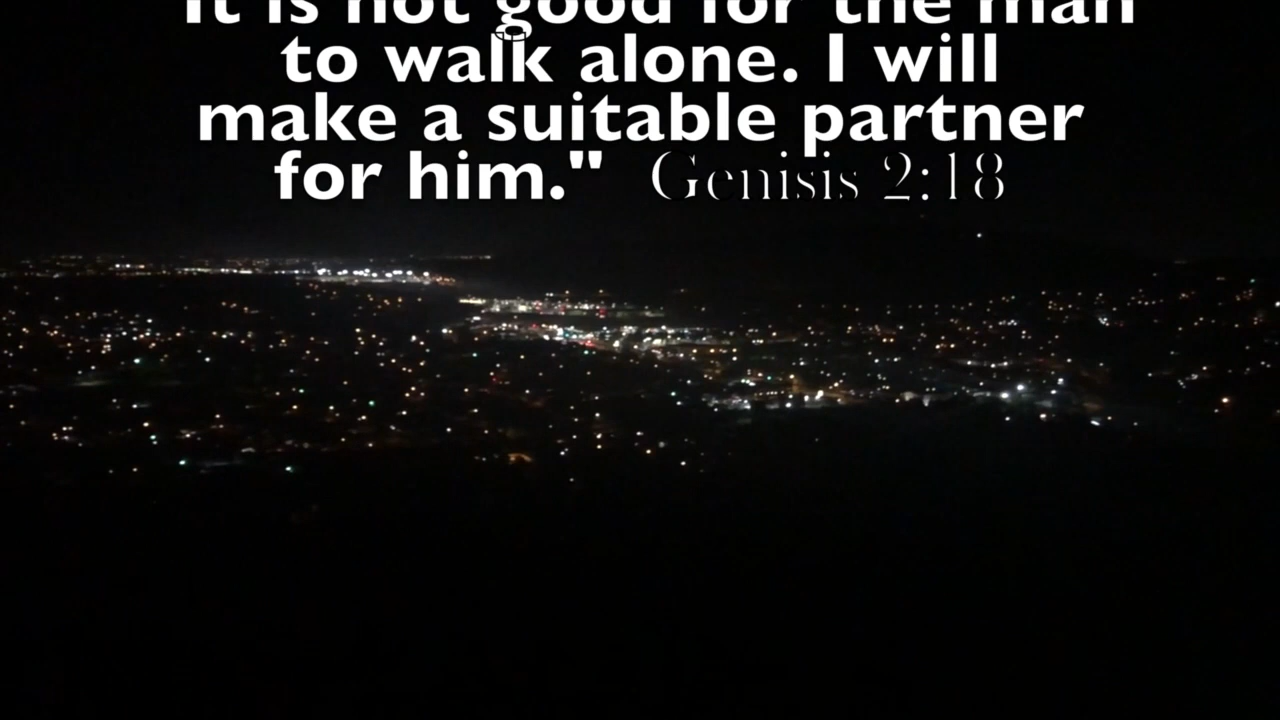 It is not good for the man
to walk alone. I will
make a suitable partner
for him." Genisis 2:18